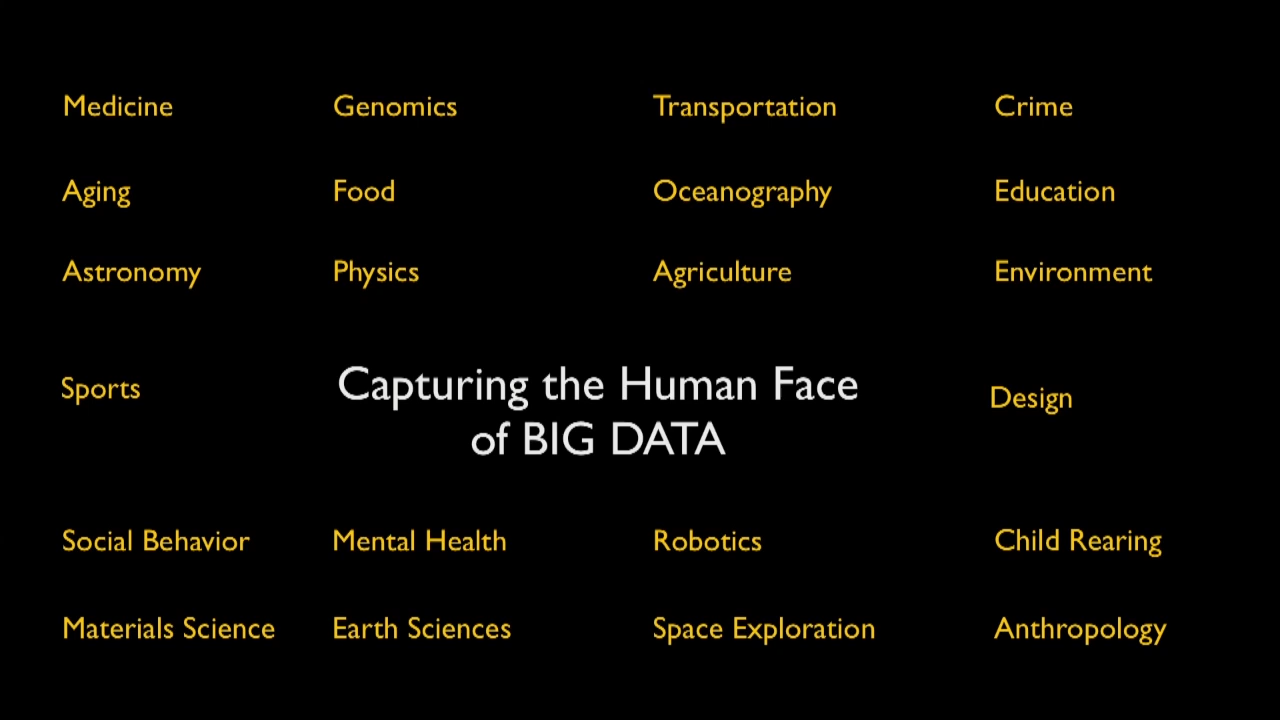 Medicine Genomics Transportation Crime
Aging Food Oceanography Education
Astronomy Physics Agriculture Environment
Sports
Capturing the Human Face
of BIG DATA
Design
Social Behavior Mental Health Robotics Child Rearing
Materials Science Earth Sciences Space Exploration Anthropology